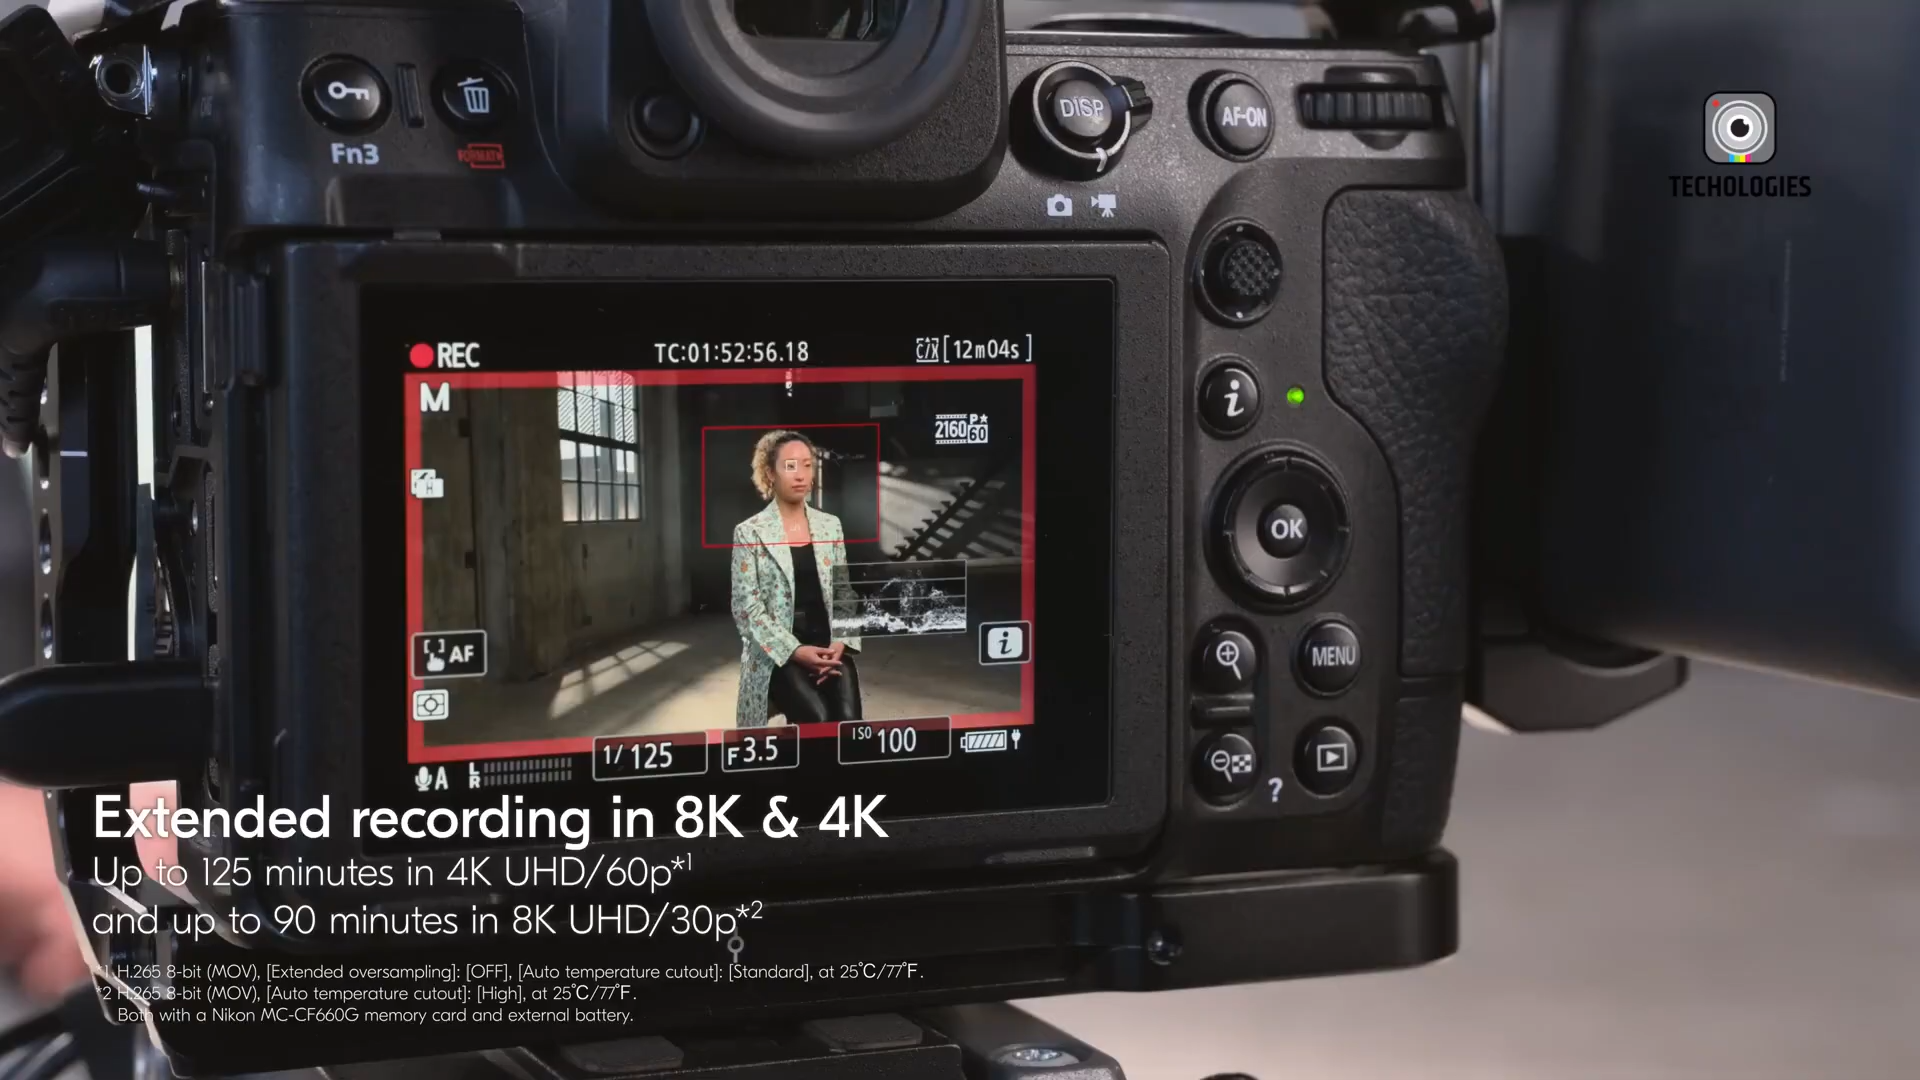 Fn3
FORMAT
DISP
AF-ON
TECHOLOGIES
REC
TC:01:52:56.18
[12m04s]
M
2160 P★
60
i
H
OK
AF
i
MENU
1/125
F3.5
ISO 100
A
L
R
?
Extended recording in 8K & 4K
Up to 125 minutes in 4K UHD/60p*1
and up to 90 minutes in 8K UHD/30p*2
*1 H.265 8-bit (MOV), [Extended oversampling]: [OFF], [Auto temperature cutout]: [Standard], at 25℃/77℉.
*2 H.265 8-bit (MOV), [Auto temperature cutout]: [High], at 25℃/77℉.
Both with a Nikon MC-CF660G memory card and external battery.